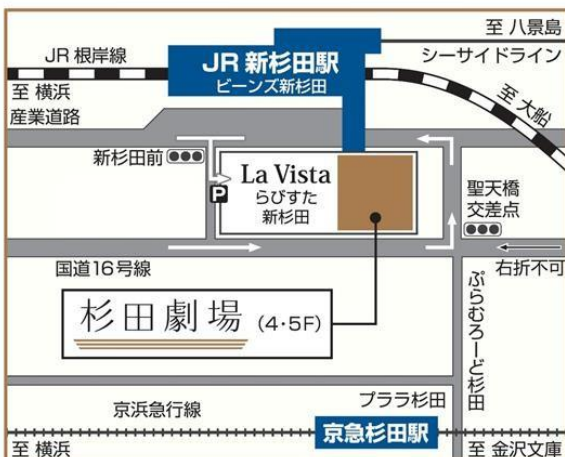 至 八景島
JR 根岸線
JR 新杉田駅
シーサイドライン
ビーンズ新杉田
至 横浜
産業道路
至 大船
新杉田前
La Vista
P
らびすた
新杉田
聖天橋
交差点
国道16号線
右折不可
ぷらむろーど杉田
杉田劇場 (4・5F)
プララ杉田
京浜急行線
京急杉田駅
至 横浜
至 金沢文庫